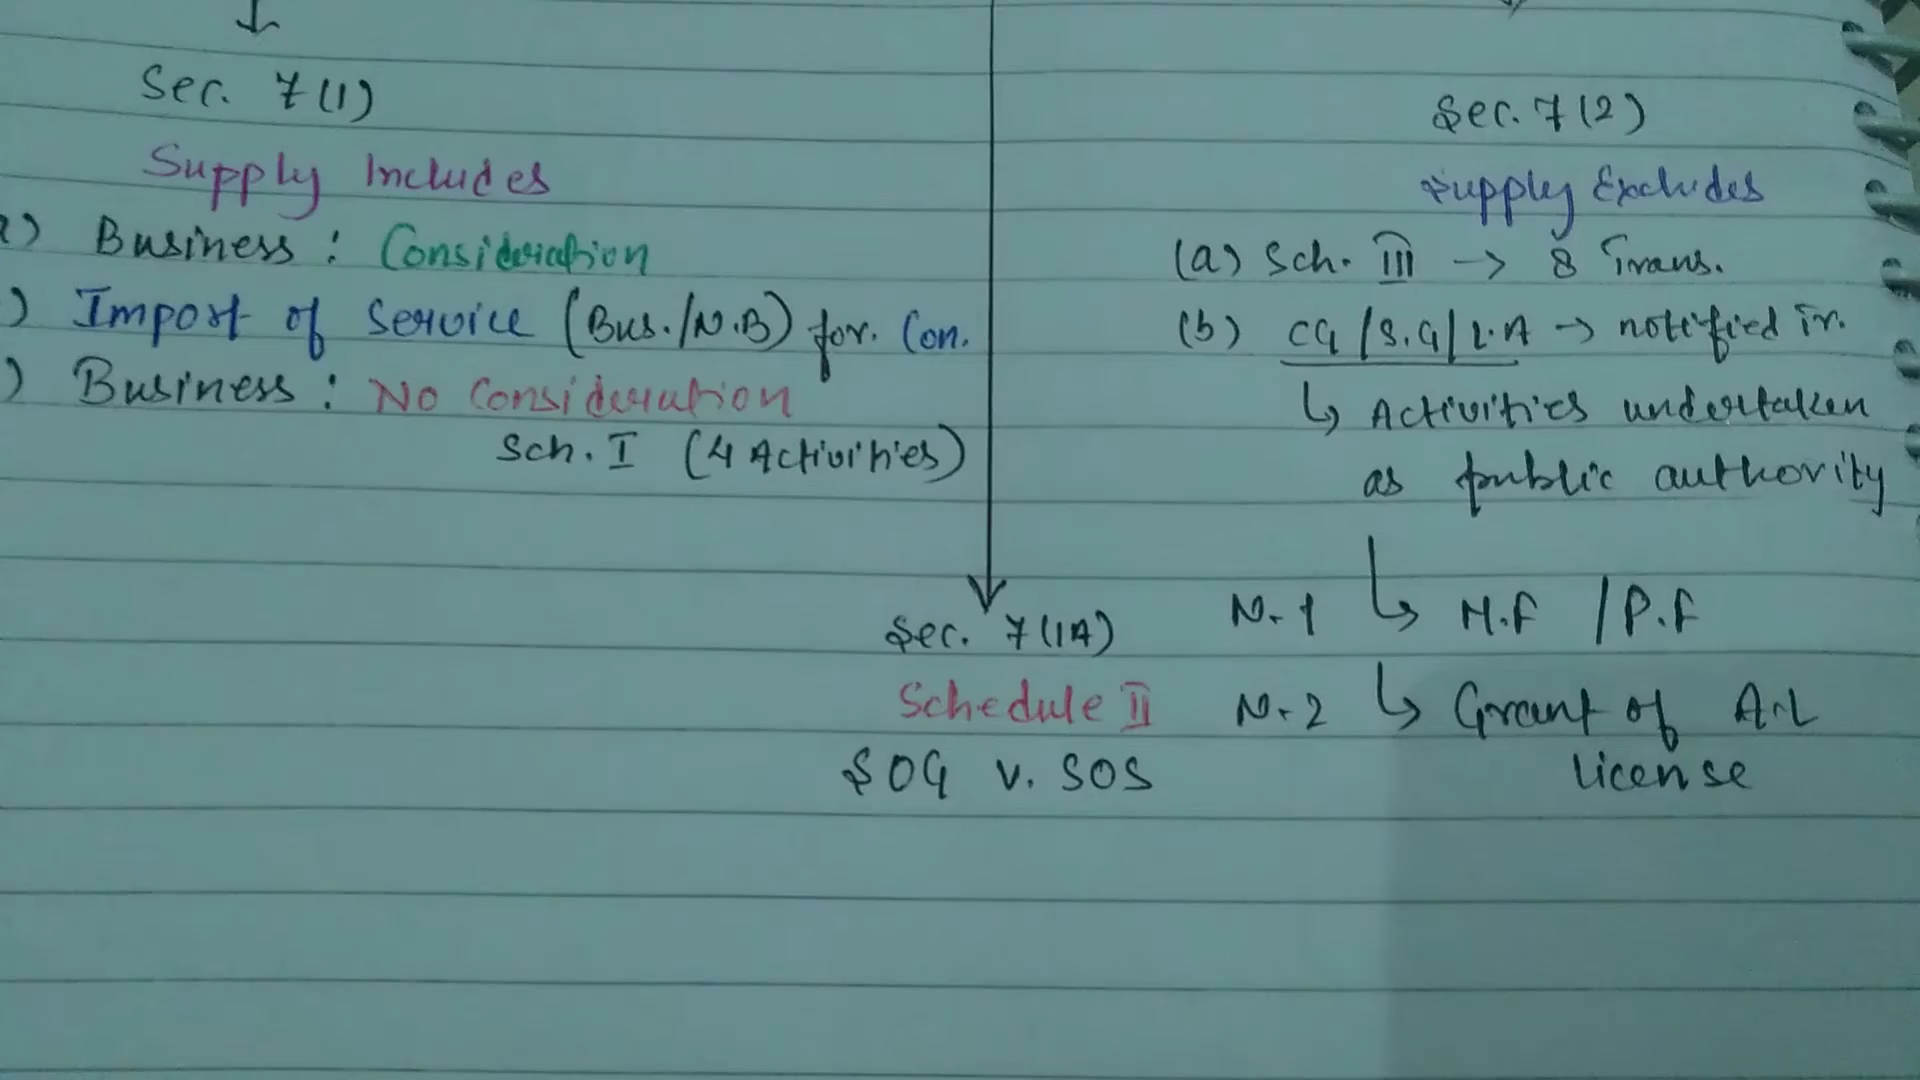 Sec. 7(1)
Supply Includes
) Business : Consideration
) Import of Service (Bus./N.B) for. Con.
) Business : No Consideration
Sch. I (4 Activities)
Sec. 7(1A)
Schedule II
SOG v. SOS
Sec. 7(2)
Supply Excludes
(a) Sch. III → 8 Trans.
(b) CG/S.G/L.A → notified in.
↳ Activities undertaken
as public authority
N.1 ↳ M.F / P.F
N.2 ↳ Grant of A.L
license